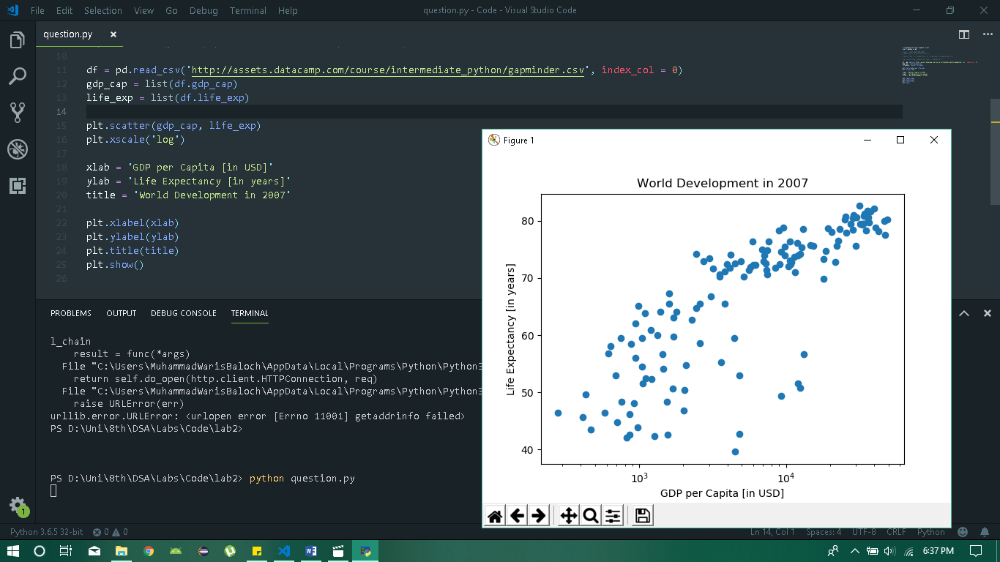 File Edit Selection View Go Debug Terminal Help
question.py - Code - Visual Studio Code
question.py
10
11 df = pd.read_csv('http://assets.datacamp.com/course/intermediate_python/gapminder.csv', index_col = 0)
12 gdp_cap = list(df.gdp_cap)
13 life_exp = list(df.life_exp)
14
15 plt.scatter(gdp_cap, life_exp)
16 plt.xscale('log')
17
18 xlab = 'GDP per Capita [in USD]'
19 ylab = 'Life Expectancy [in years]'
20 title = 'World Development in 2007'
21
22 plt.xlabel(xlab)
23 plt.ylabel(ylab)
24 plt.title(title)
25 plt.show()
26
PROBLEMS OUTPUT DEBUG CONSOLE TERMINAL
l_chain
result = func(*args)
File "C:\Users\MuhammadWarisBaloch\AppData\Local\Programs\Python\Python3
return self.do_open(http.client.HTTPConnection, req)
File "C:\Users\MuhammadWarisBaloch\AppData\Local\Programs\Python\Python3
raise URLError(err)
urllib.error.URLError: <urlopen error [Errno 11001] getaddrinfo failed>
PS D:\Uni\8th\DSA\Labs\Code\lab2>
PS D:\Uni\8th\DSA\Labs\Code\lab2> python question.py
Figure 1
World Development in 2007
80
70
60
50
40
Life Expectancy [in years]
10³ 10⁴
GDP per Capita [in USD]
1
Python 3.6.5 32-bit 0 0
Ln 14, Col 1 Spaces: 4 UTF-8 CRLF Python
6:37 PM